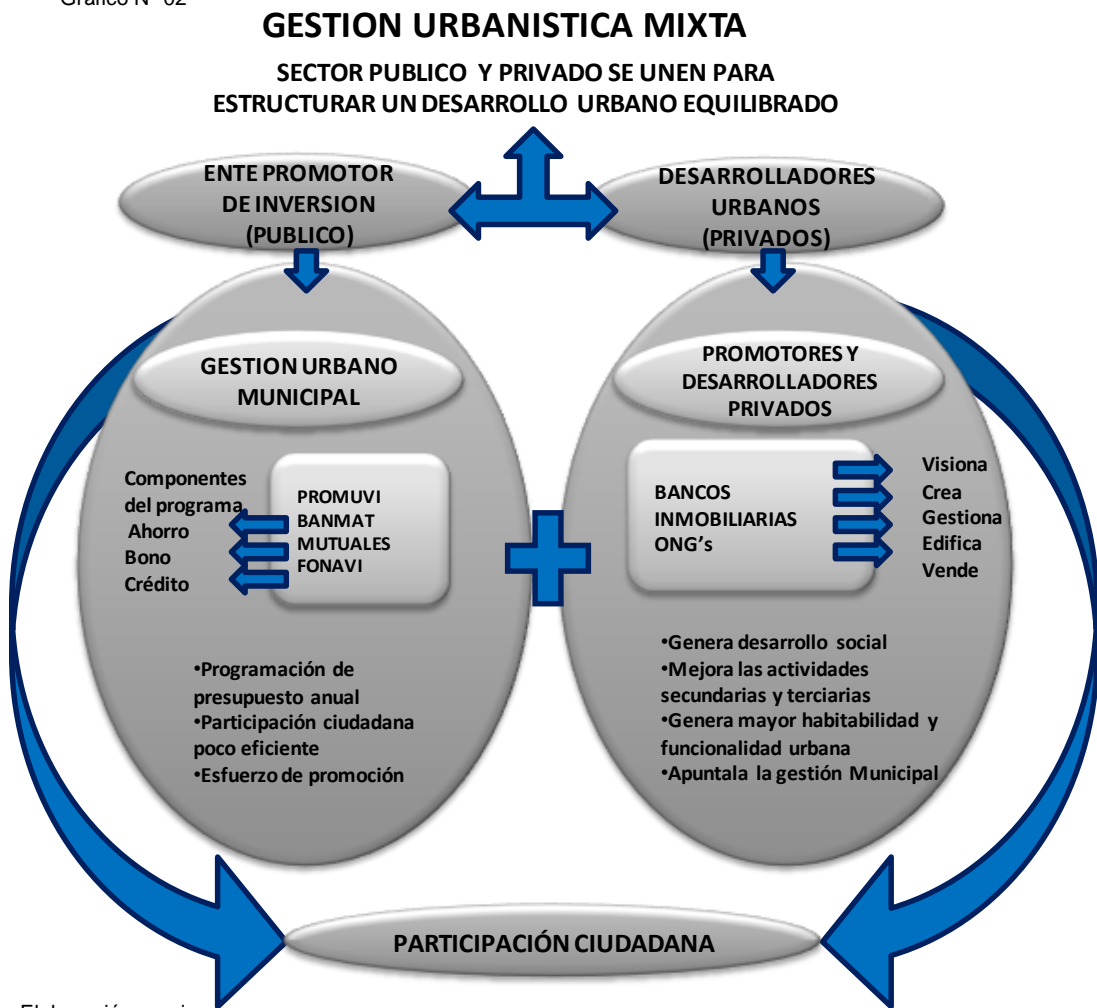 Gráfico N° 02
GESTION URBANISTICA MIXTA
SECTOR PUBLICO Y PRIVADO SE UNEN PARA
ESTRUCTURAR UN DESARROLLO URBANO EQUILIBRADO
ENTE PROMOTOR
DE INVERSION
(PUBLICO)
DESARROLLADORES
URBANOS
(PRIVADOS)
GESTION URBANO
MUNICIPAL
Componentes
del programa
Ahorro
Bono
Crédito
PROMUVI
BANMAT
MUTUALES
FONAVI
•Programación de
presupuesto anual
•Participación ciudadana
poco eficiente
•Esfuerzo de promoción
PROMOTORES Y
DESARROLLADORES
PRIVADOS
BANCOS
INMOBILIARIAS
ONG's
Visiona
Crea
Gestiona
Edifica
Vende
•Genera desarrollo social
•Mejora las actividades
secundarias y terciarias
•Genera mayor habitabilidad y
funcionalidad urbana
•Apuntala la gestión Municipal
PARTICIPACIÓN CIUDADANA